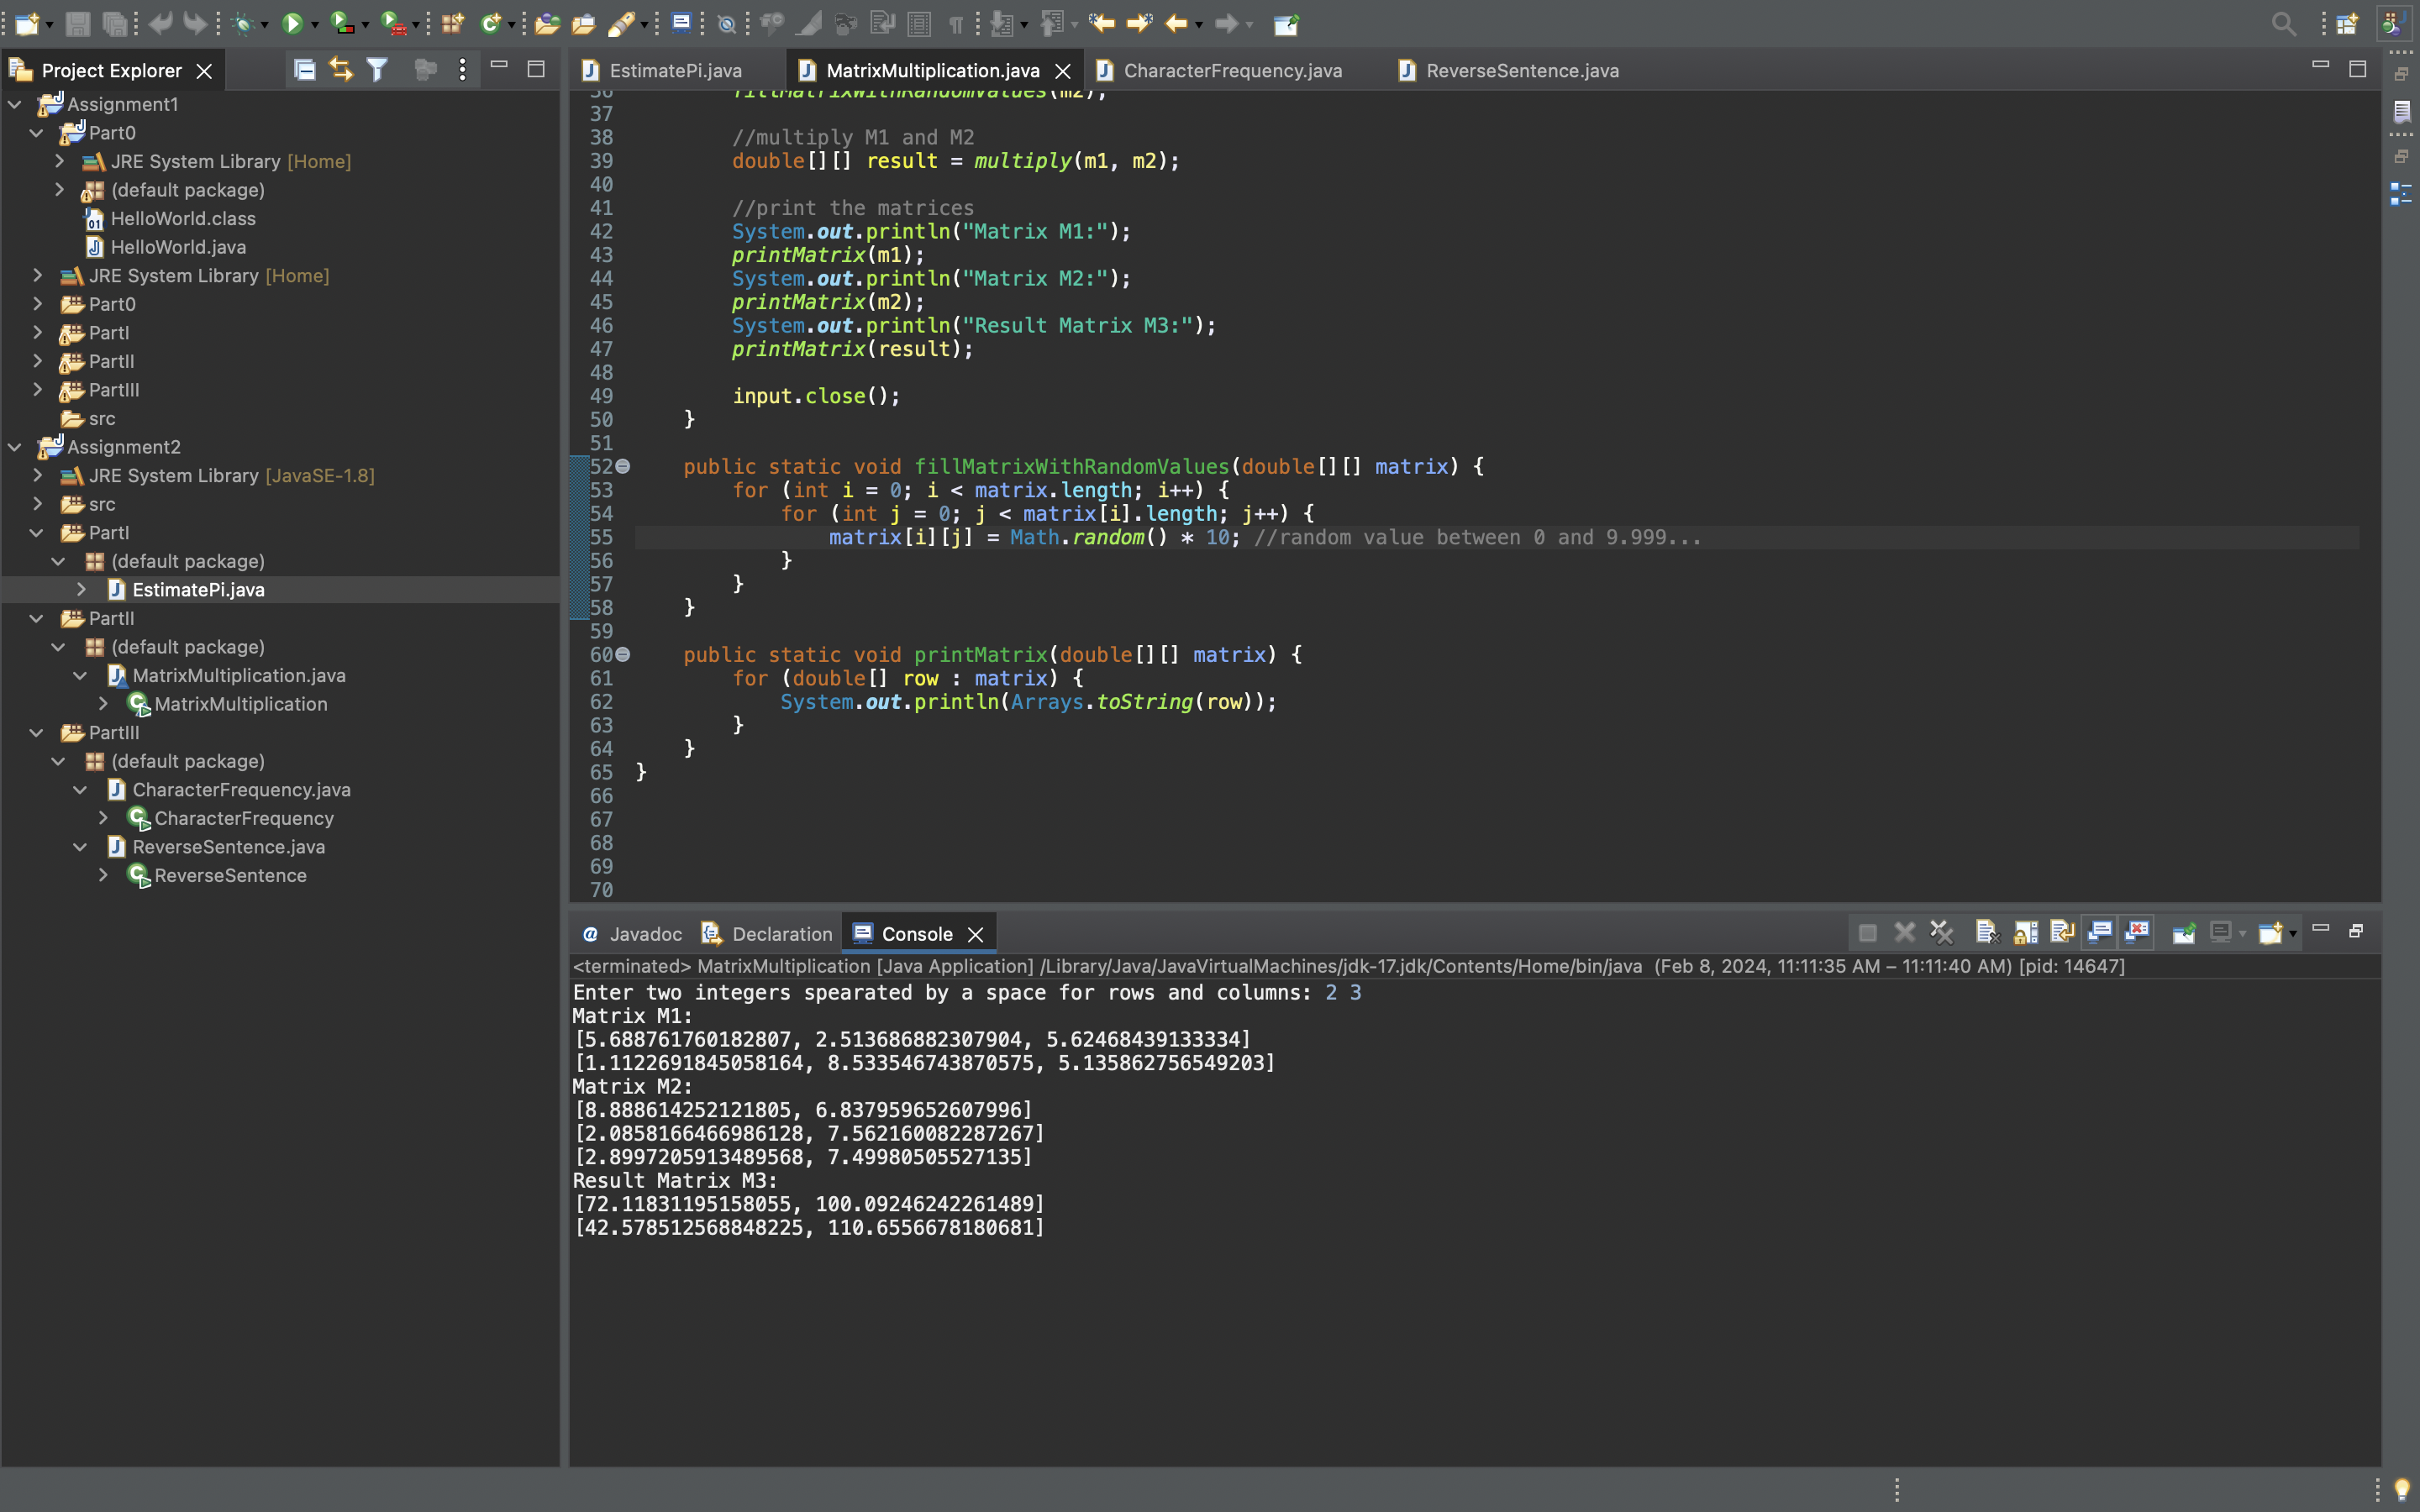 Project Explorer
Assignment1
Part0
JRE System Library [Home]
(default package)
HelloWorld.class
HelloWorld.java
JRE System Library [Home]
Part0
PartI
PartII
PartIII
src
Assignment2
JRE System Library [JavaSE-1.8]
src
PartI
(default package)
EstimatePi.java
PartII
(default package)
MatrixMultiplication.java
MatrixMultiplication
PartIII
(default package)
CharacterFrequency.java
CharacterFrequency
ReverseSentence.java
ReverseSentence
EstimatePi.java MatrixMultiplication.java CharacterFrequency.java ReverseSentence.java
36 fillMatrixWithRandomValues(m2);
37
38 //multiply M1 and M2
39 double[][] result = multiply(m1, m2);
40
41 //print the matrices
42 System.out.println("Matrix M1:");
43 printMatrix(m1);
44 System.out.println("Matrix M2:");
45 printMatrix(m2);
46 System.out.println("Result Matrix M3:");
47 printMatrix(result);
48
49 input.close();
50 }
51
52 public static void fillMatrixWithRandomValues(double[][] matrix) {
53 for (int i = 0; i < matrix.length; i++) {
54 for (int j = 0; j < matrix[i].length; j++) {
55 matrix[i][j] = Math.random() * 10; //random value between 0 and 9.999...
56 }
57 }
58 }
59
60 public static void printMatrix(double[][] matrix) {
61 for (double[] row : matrix) {
62 System.out.println(Arrays.toString(row));
63 }
64 }
65 }
66
67
68
69
70
Javadoc Declaration Console
<terminated> MatrixMultiplication [Java Application] /Library/Java/JavaVirtualMachines/jdk-17.jdk/Contents/Home/bin/java (Feb 8, 2024, 11:11:35 AM – 11:11:40 AM) [pid: 14647]
Enter two integers spearated by a space for rows and columns: 2 3
Matrix M1:
[5.688761760182807, 2.513686882307904, 5.62468439133334]
[1.1122691845058164, 8.533546743870575, 5.135862756549203]
Matrix M2:
[8.888614252121805, 6.837959652607996]
[2.0858166466986128, 7.562160082287267]
[2.8997205913489568, 7.49980505527135]
Result Matrix M3:
[72.11831195158055, 100.09246242261489]
[42.578512568848225, 110.6556678180681]